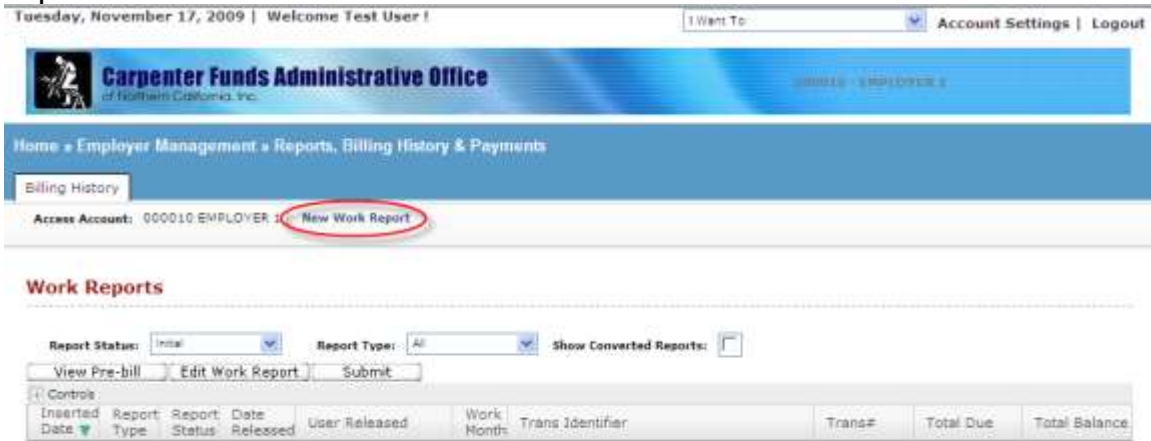 Tuesday, November 17, 2009 | Welcome Test User !
I Want To
Account Settings | Logout
Carpenter Funds Administrative Office
of Northern California, Inc.
000010 - EMPLOYER 1
Home » Employer Management » Reports, Billing History & Payments
Billing History
Access Account: 000010 EMPLOYER 1 New Work Report
Work Reports
Report Status: Initial Report Type: All Show Converted Reports:
View Pre-bill Edit Work Report Submit
Controls
Inserted Date Report Type Report Status Date Released User Released Work Month Trans Identifier Trans# Total Due Total Balance